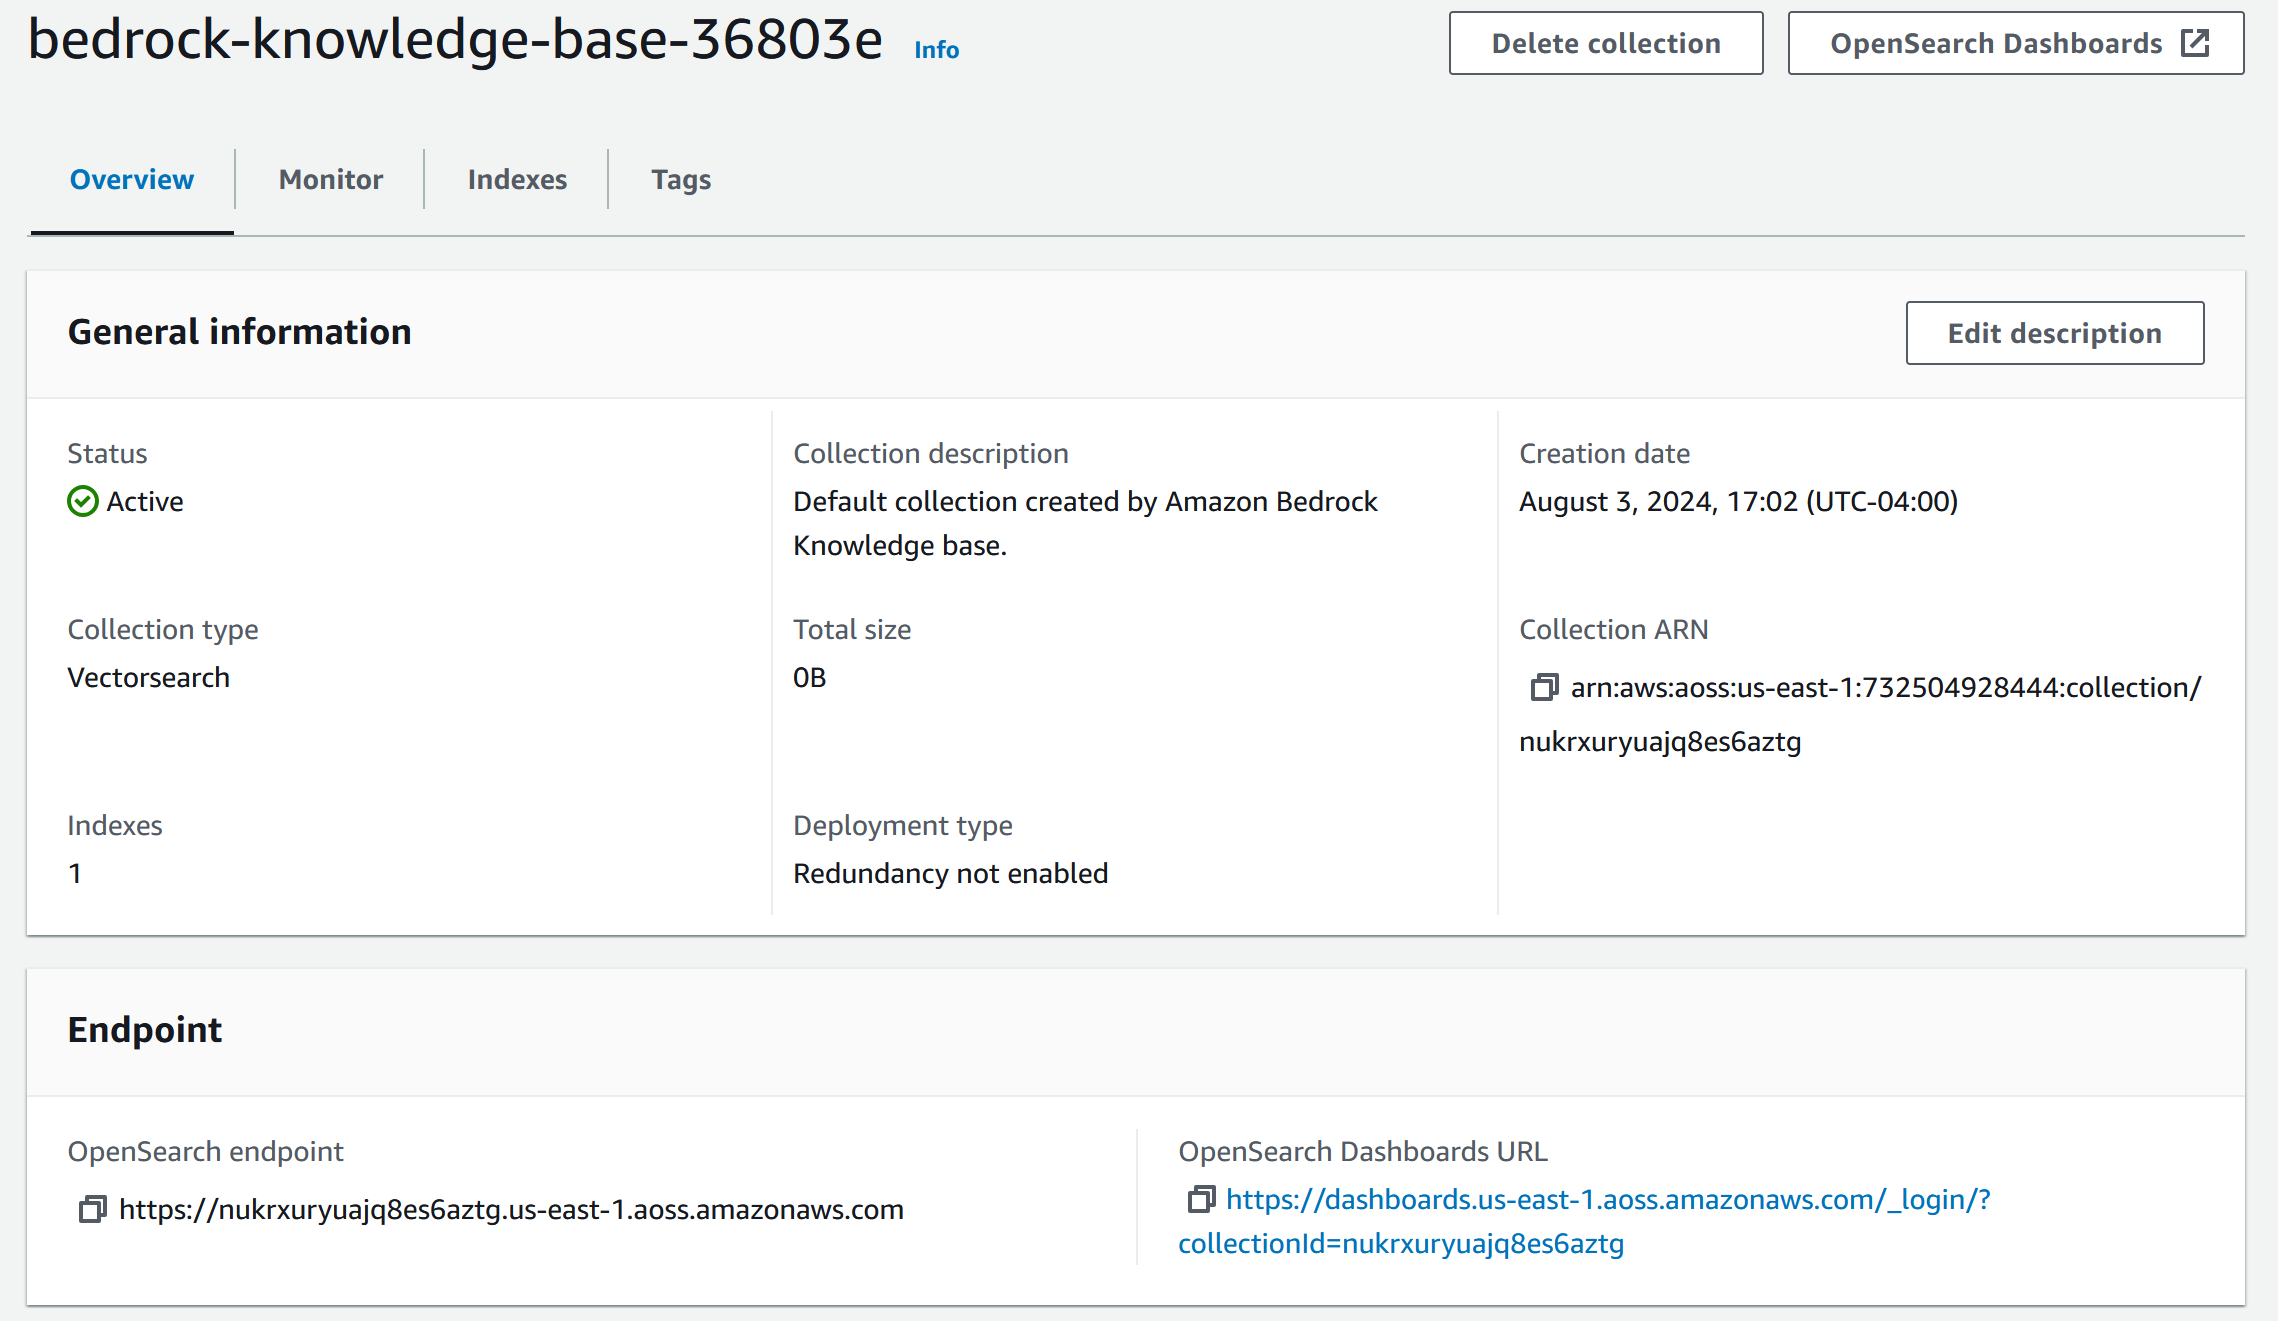 bedrock-knowledge-base-36803e Info
Delete collection
OpenSearch Dashboards
Overview
Monitor
Indexes
Tags
General information
Edit description
Status
Active
Collection description
Default collection created by Amazon Bedrock
Knowledge base.
Creation date
August 3, 2024, 17:02 (UTC-04:00)
Collection type
Vectorsearch
Total size
0B
Collection ARN
arn:aws:aoss:us-east-1:732504928444:collection/
nukrxuryuajq8es6aztg
Indexes
1
Deployment type
Redundancy not enabled
Endpoint
OpenSearch endpoint
https://nukrxuryuajq8es6aztg.us-east-1.aoss.amazonaws.com
OpenSearch Dashboards URL
https://dashboards.us-east-1.aoss.amazonaws.com/_login/?
collectionId=nukrxuryuajq8es6aztg